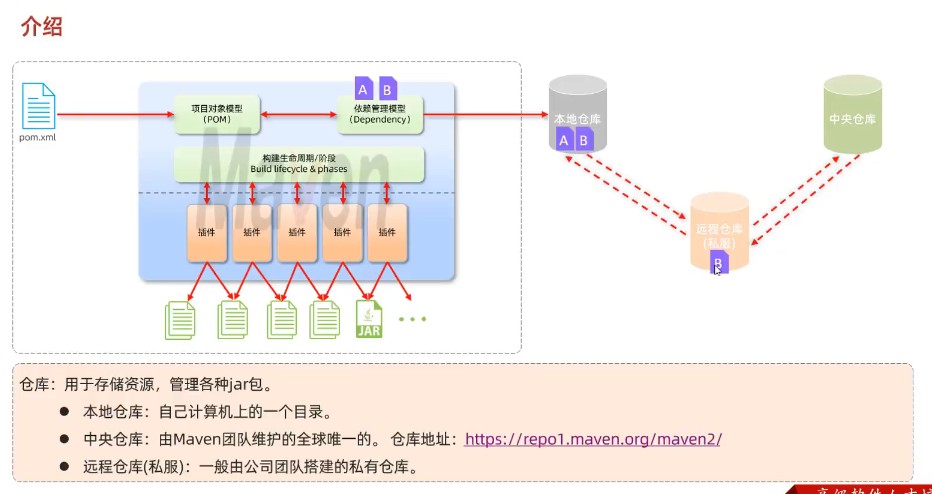 介绍
pom.xml
项目对象模型
(POM)
A B
依赖管理模型
(Dependency)
构建生命周期/阶段
Build lifecycle & phases
Maven
插件 插件 插件 插件 插件
JAR
本地仓库
A B
中央仓库
远程仓库
(私服)
B
仓库：用于存储资源，管理各种jar包。
● 本地仓库：自己计算机上的一个目录。
● 中央仓库：由Maven团队维护的全球唯一的。 仓库地址：https://repo1.maven.org/maven2/
● 远程仓库(私服)：一般由公司团队搭建的私有仓库。